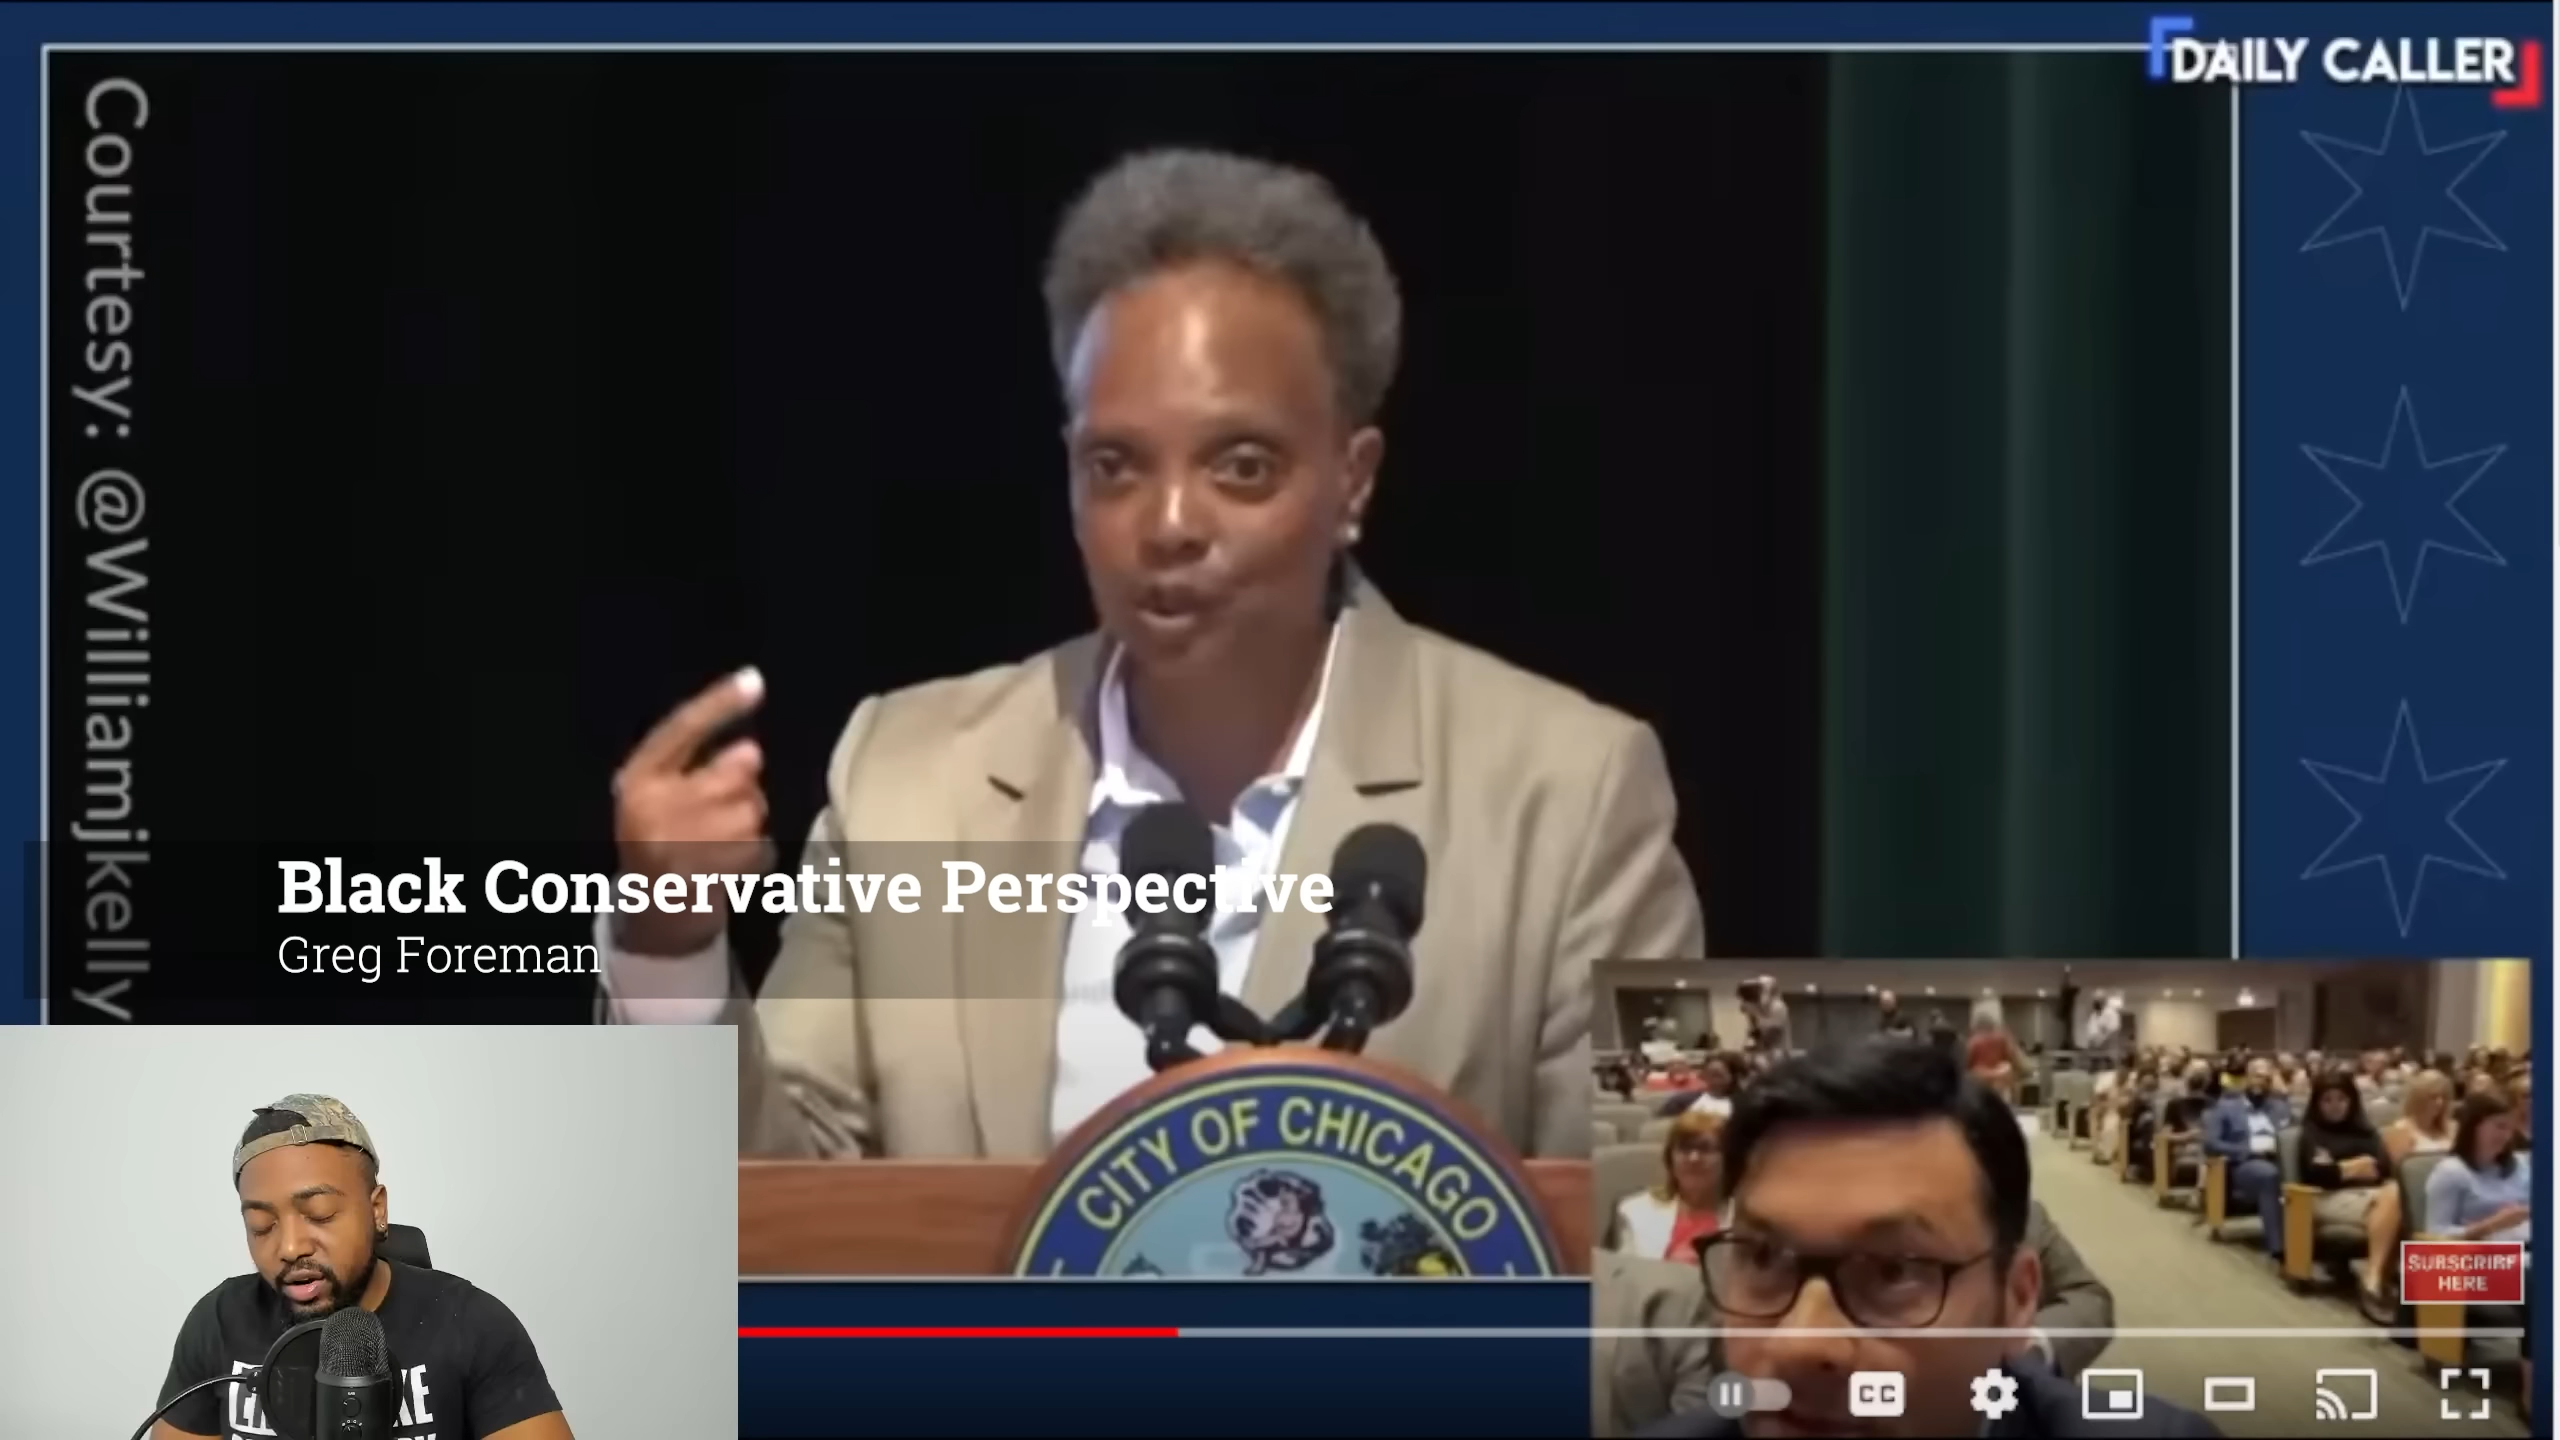 DAILY CALLER
Courtesy: @Williamjkelly
Black Conservative Perspective
Greg Foreman
CITY OF CHICAGO
SUBSCRIBE
HERE
CC